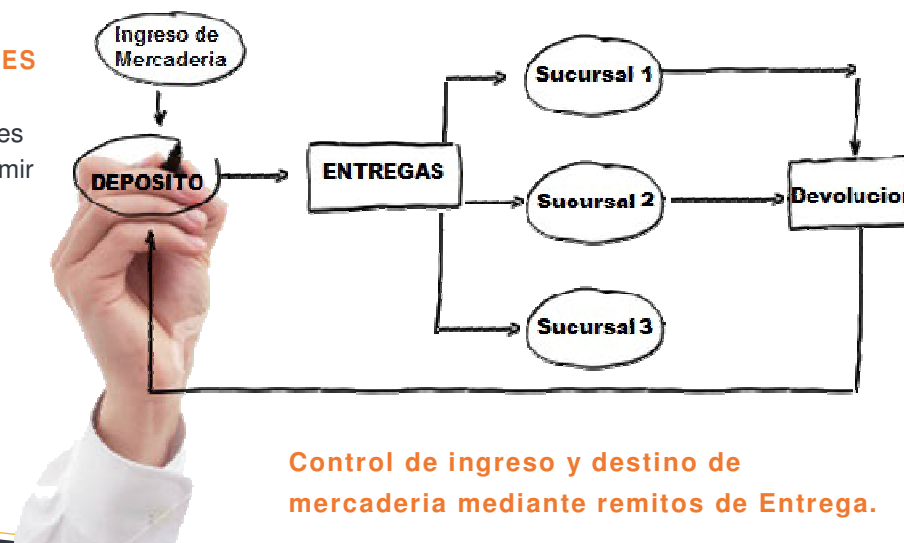 ES
es
mir
Ingreso de
Mercaderia
DEPOSITO
ENTREGAS
Sucursal 1
Sucursal 2
Sucursal 3
Devolucion
Control de ingreso y destino de
mercaderia mediante remitos de Entrega.